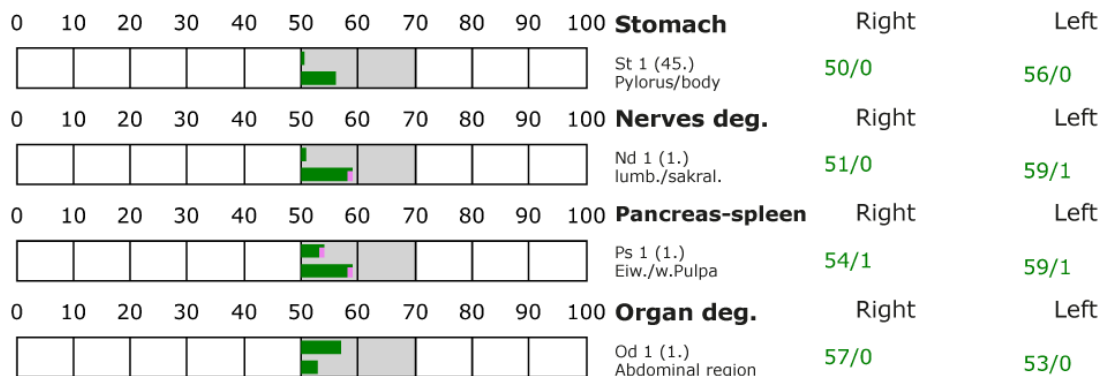 0 10 20 30 40 50 60 70 80 90 100 Stomach Right Left
St 1 (45.) 50/0 56/0
Pylorus/body
0 10 20 30 40 50 60 70 80 90 100 Nerves deg. Right Left
Nd 1 (1.) 51/0 59/1
lumb./sakral.
0 10 20 30 40 50 60 70 80 90 100 Pancreas-spleen Right Left
Ps 1 (1.) 54/1 59/1
Eiw./w.Pulpa
0 10 20 30 40 50 60 70 80 90 100 Organ deg. Right Left
Od 1 (1.) 57/0 53/0
Abdominal region